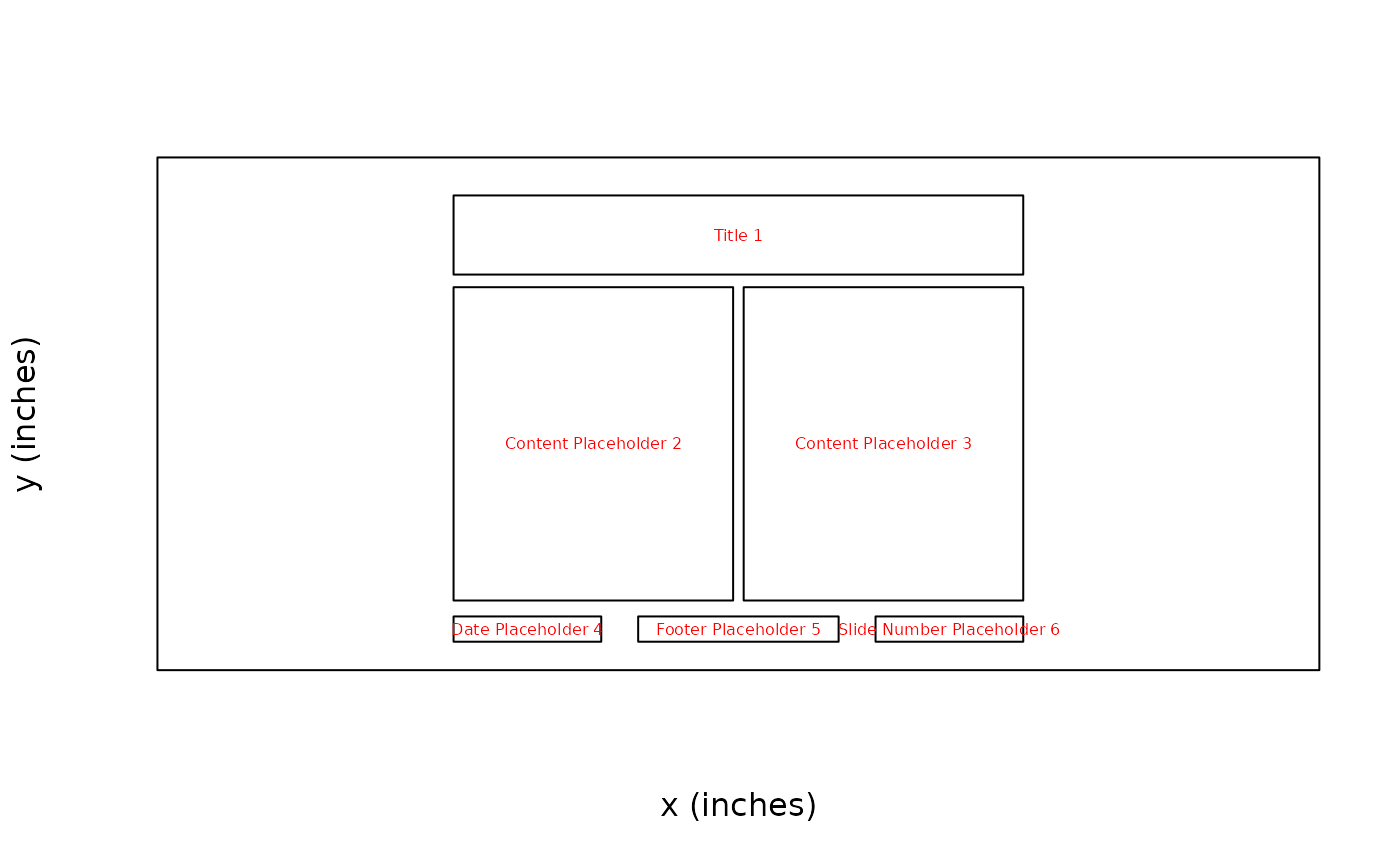 Title 1
Content Placeholder 2
Content Placeholder 3
Date Placeholder 4
Footer Placeholder 5
Slide Number Placeholder 6
y (inches)
x (inches)